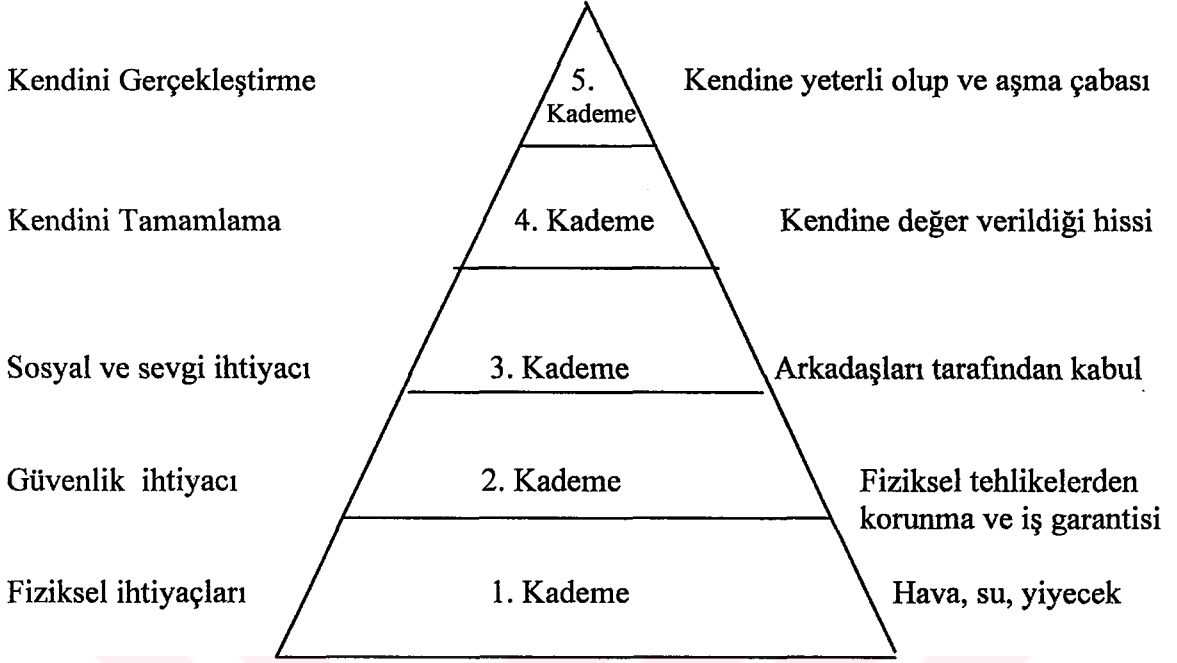 Kendini Gerçekleştirme 5. Kendine yeterli olup ve aşma çabası
Kademe
Kendini Tamamlama 4. Kademe Kendine değer verildiği hissi
Sosyal ve sevgi ihtiyacı 3. Kademe Arkadaşları tarafından kabul
Güvenlik ihtiyacı 2. Kademe Fiziksel tehlikelerden
korunma ve iş garantisi
Fiziksel ihtiyaçları 1. Kademe Hava, su, yiyecek